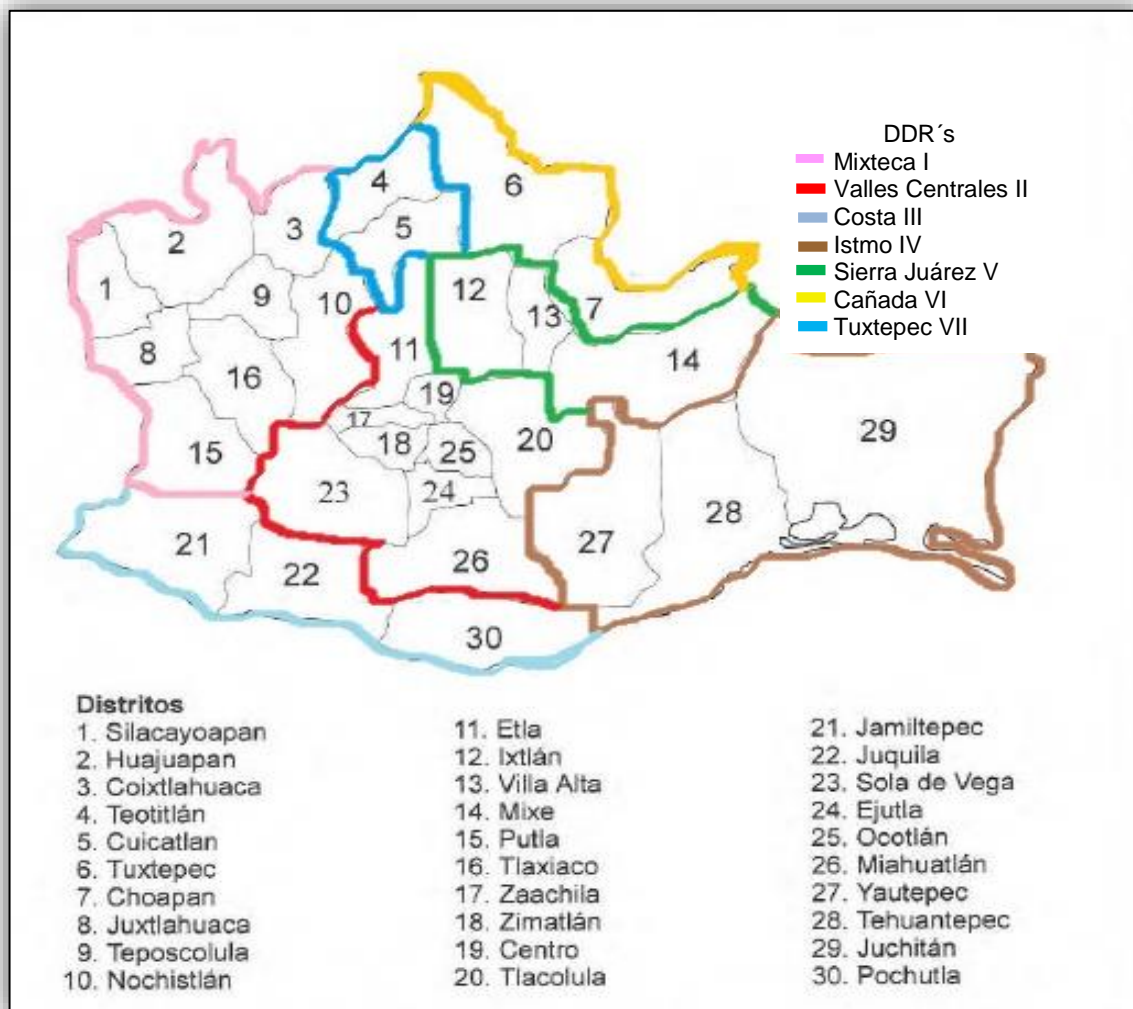 DDR´s
Mixteca I
Valles Centrales II
Costa III
Istmo IV
Sierra Juárez V
Cañada VI
Tuxtepec VII
4
6
5
3
2
1
9
10
12
13
7
8
11
14
16
19
17
18
25
20
29
15
23
24
28
27
21
22
26
30
Distritos
1. Silacayoapan
2. Huajuapan
3. Coixtlahuaca
4. Teotitlán
5. Cuicatlan
6. Tuxtepec
7. Choapan
8. Juxtlahuaca
9. Teposcolula
10. Nochistlán
11. Etla
12. Ixtlán
13. Villa Alta
14. Mixe
15. Putla
16. Tlaxiaco
17. Zaachila
18. Zimatlán
19. Centro
20. Tlacolula
21. Jamiltepec
22. Juquila
23. Sola de Vega
24. Ejutla
25. Ocotlán
26. Miahuatlán
27. Yautepec
28. Tehuantepec
29. Juchitán
30. Pochutla